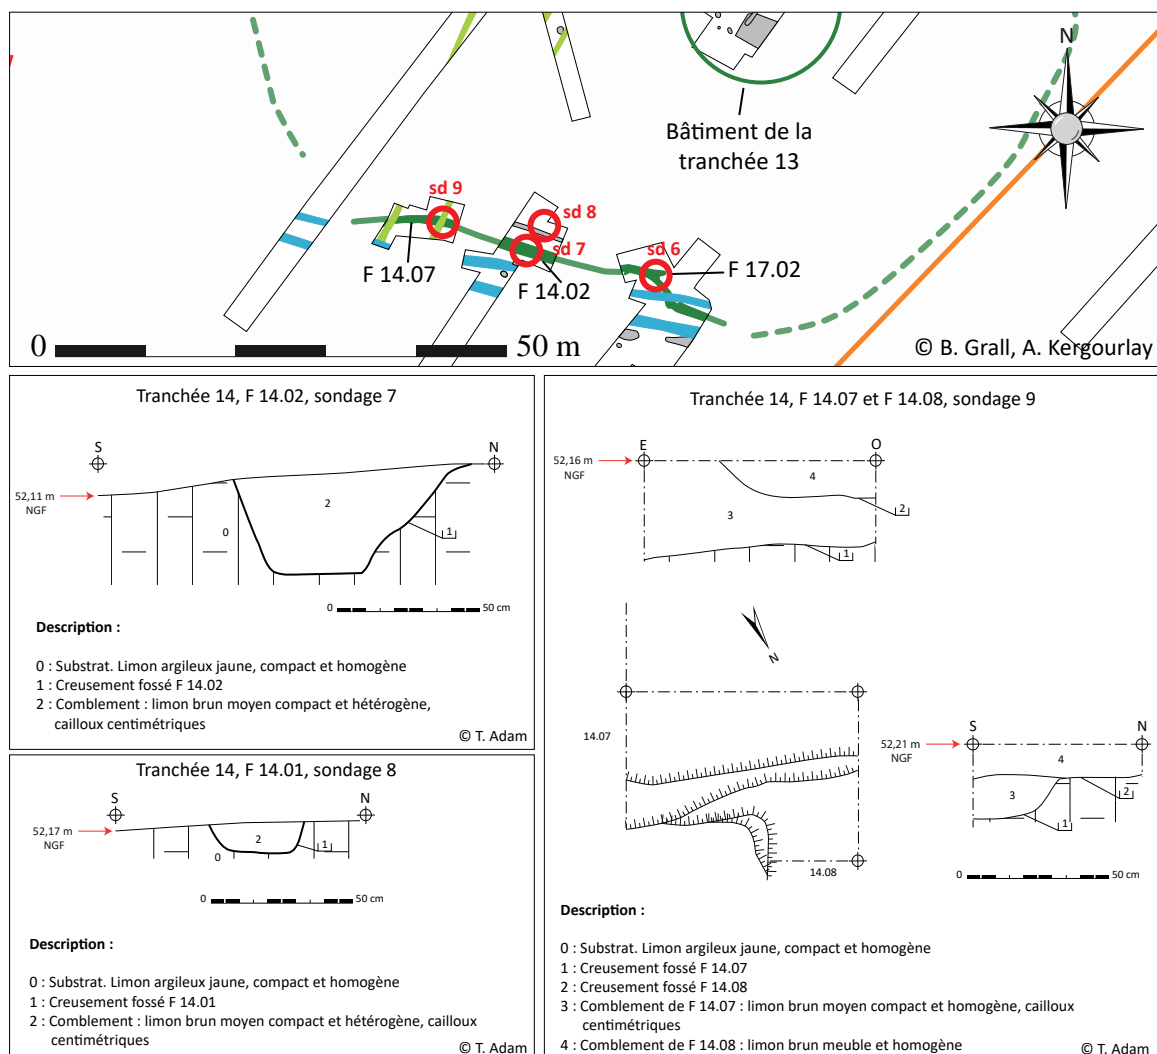 N
Bâtiment de la
tranchée 13
sd 9
sd 8
sd 7
sd 6
F 14.07
F 14.02
F 17.02
0
50 m
© B. Grall, A. Kergourlay
Tranchée 14, F 14.02, sondage 7
S
N
52,11 m
NGF
2
0
1
0
50 cm
Description :
0 : Substrat. Limon argileux jaune, compact et homogène
1 : Creusement fossé F 14.02
2 : Comblement : limon brun moyen compact et hétérogène,
cailloux centimétriques
© T. Adam
Tranchée 14, F 14.01, sondage 8
S
N
52,17 m
NGF
2
1
0
0
50 cm
Description :
0 : Substrat. Limon argileux jaune, compact et homogène
1 : Creusement fossé F 14.01
2 : Comblement : limon brun moyen compact et hétérogène, cailloux
centimétriques
© T. Adam
Tranchée 14, F 14.07 et F 14.08, sondage 9
E
O
52,16 m
NGF
4
2
3
1
N
14.07
14.08
S
N
52,21 m
NGF
4
3
2
1
0
50 cm
Description :
0 : Substrat. Limon argileux jaune, compact et homogène
1 : Creusement fossé F 14.07
2 : Creusement fossé F 14.08
3 : Comblement de F 14.07 : limon brun moyen compact et homogène, cailloux
centimétriques
4 : Comblement de F 14.08 : limon brun meuble et homogène
© T. Adam